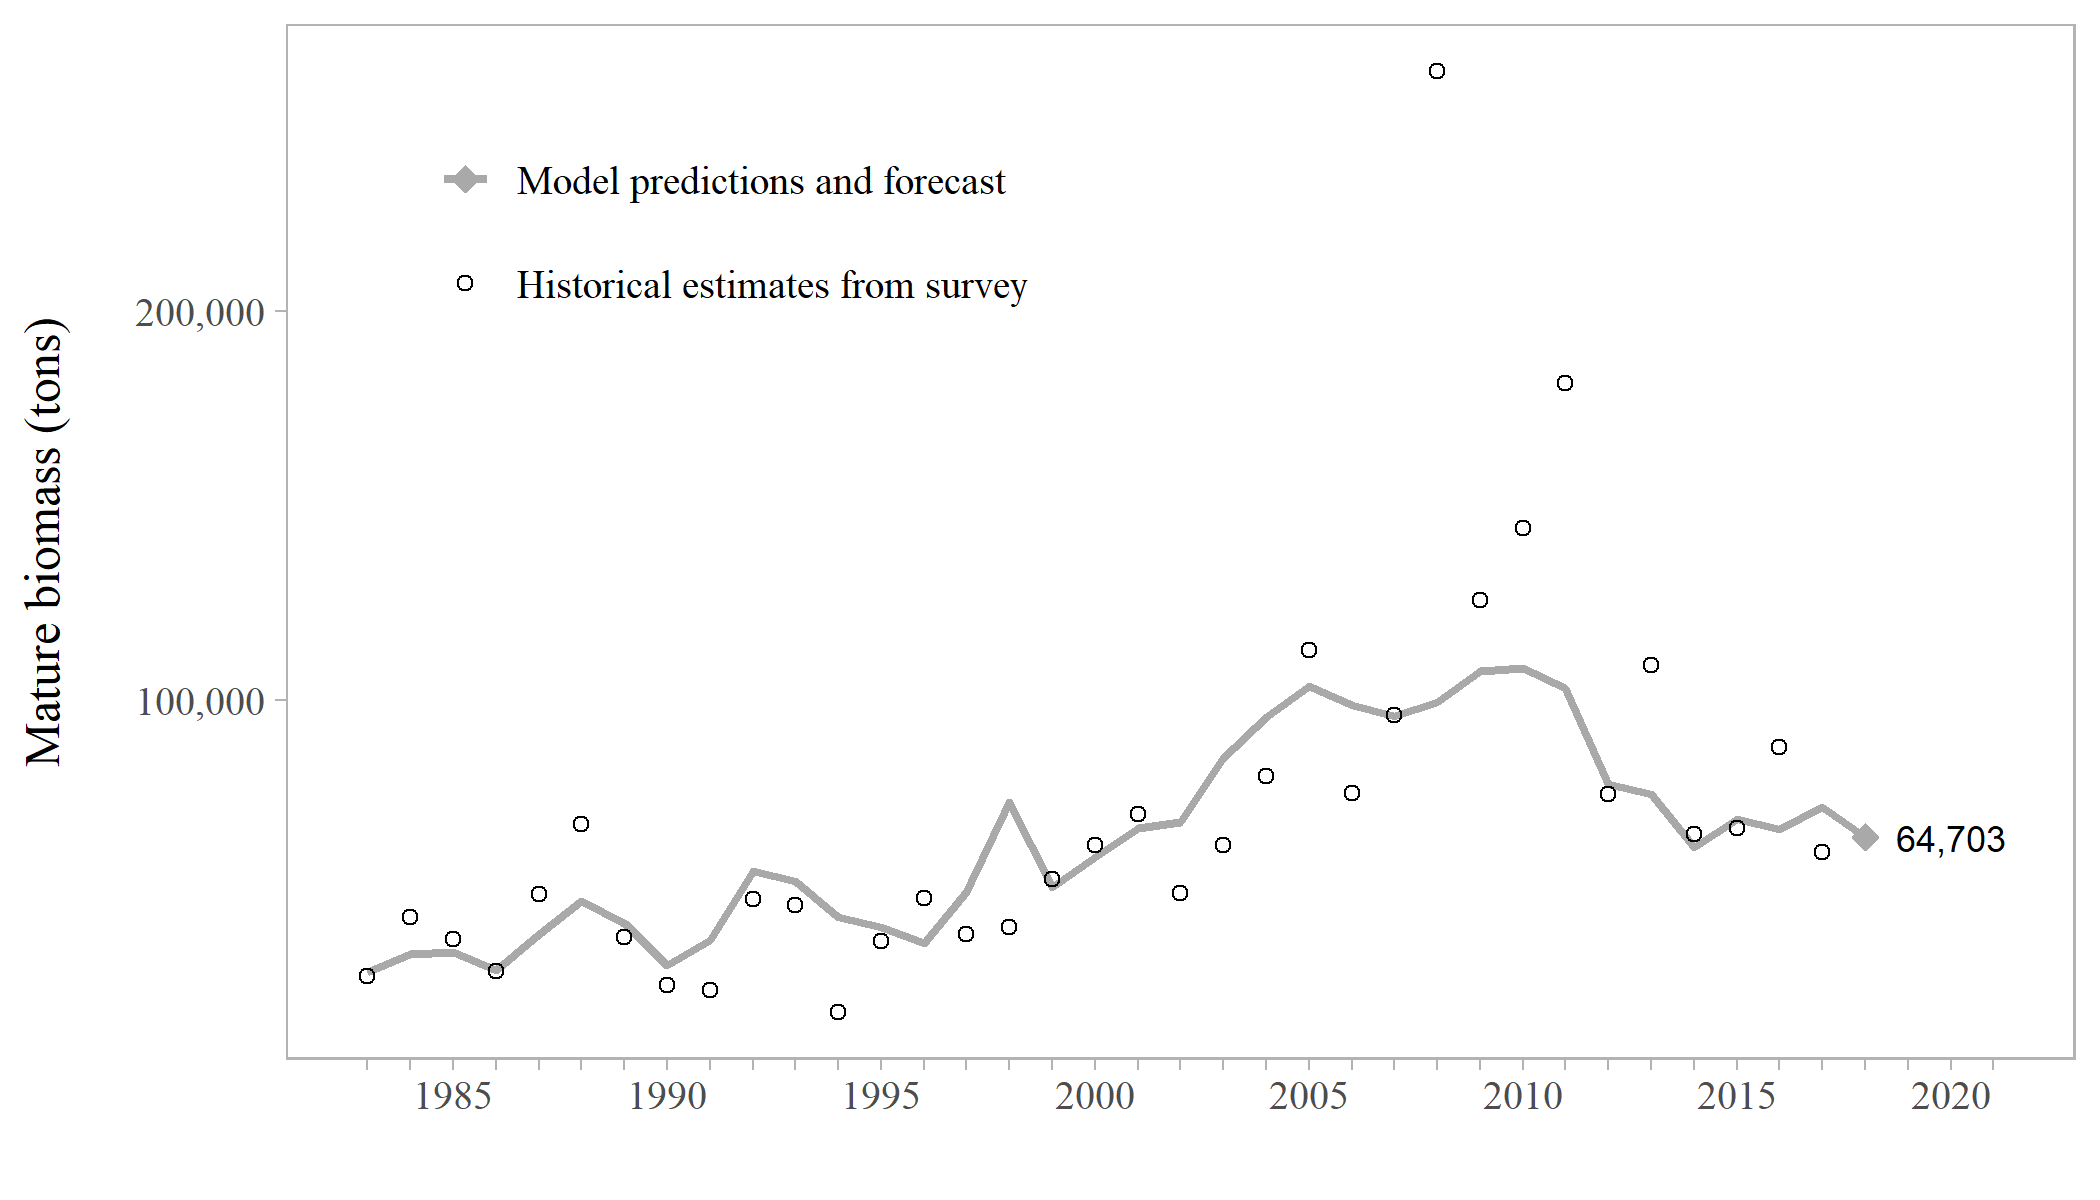 Model predictions and forecast
Historical estimates from survey
Mature biomass (tons)
200,000
100,000
64,703
1985 1990 1995 2000 2005 2010 2015 2020